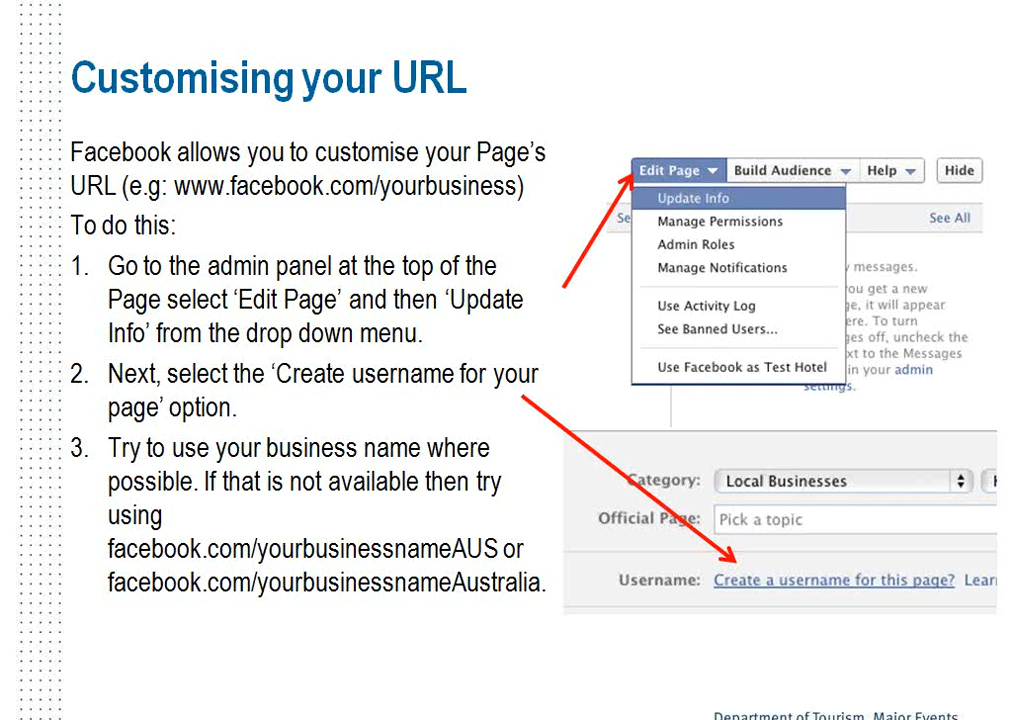 Customising your URL
Facebook allows you to customise your Page's
URL (e.g: www.facebook.com/yourbusiness)
To do this:
1. Go to the admin panel at the top of the
Page select ‘Edit Page’ and then ‘Update
Info’ from the drop down menu.
2. Next, select the ‘Create username for your
page’ option.
3. Try to use your business name where
possible. If that is not available then try
using
facebook.com/yourbusinessnameAUS or
facebook.com/yourbusinessnameAustralia.
Edit Page Build Audience Help Hide
Update Info
See All
Manage Permissions
Admin Roles
Manage Notifications
messages.
you get a new
it will appear
Use Activity Log
To turn
See Banned Users...
off, uncheck the
to the Messages
Use Facebook as Test Hotel
in your admin
settings.
Category: Local Businesses
Official Page: Pick a topic
Username: Create a username for this page?
Department of Tourism, Major Events